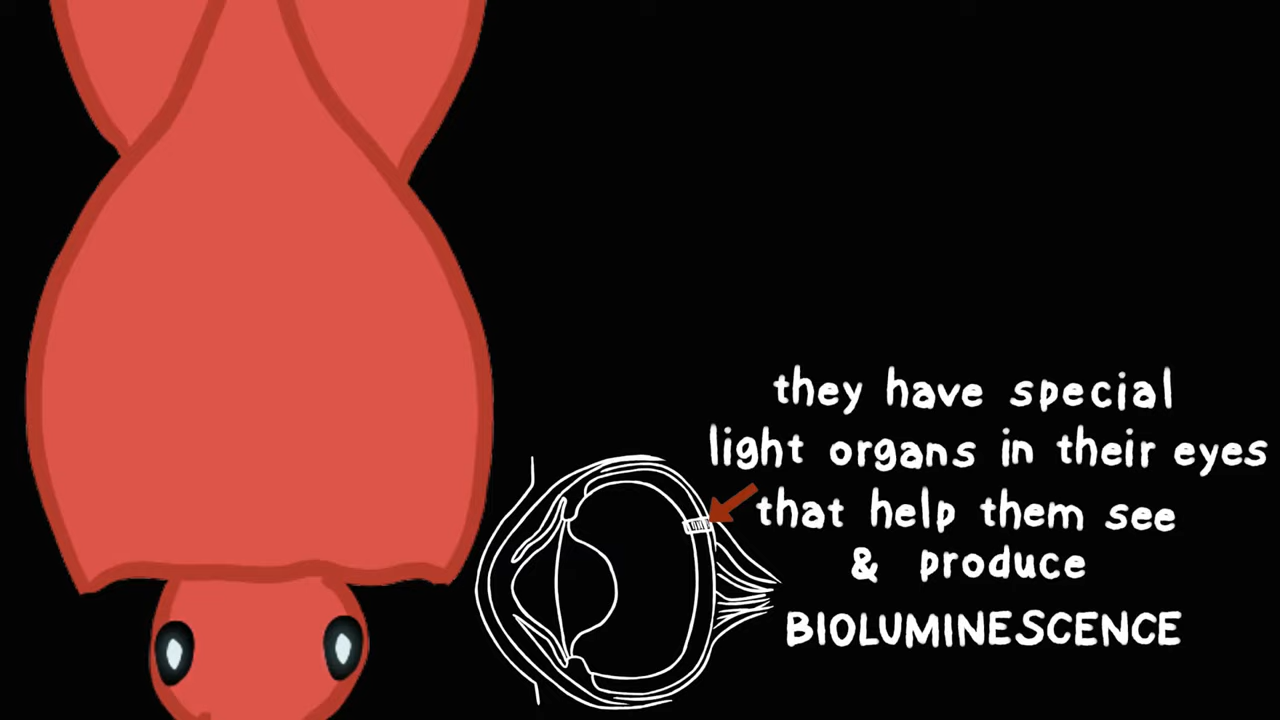 they have special
light organs in their eyes
that help them see
& produce
BIOLUMINESCENCE